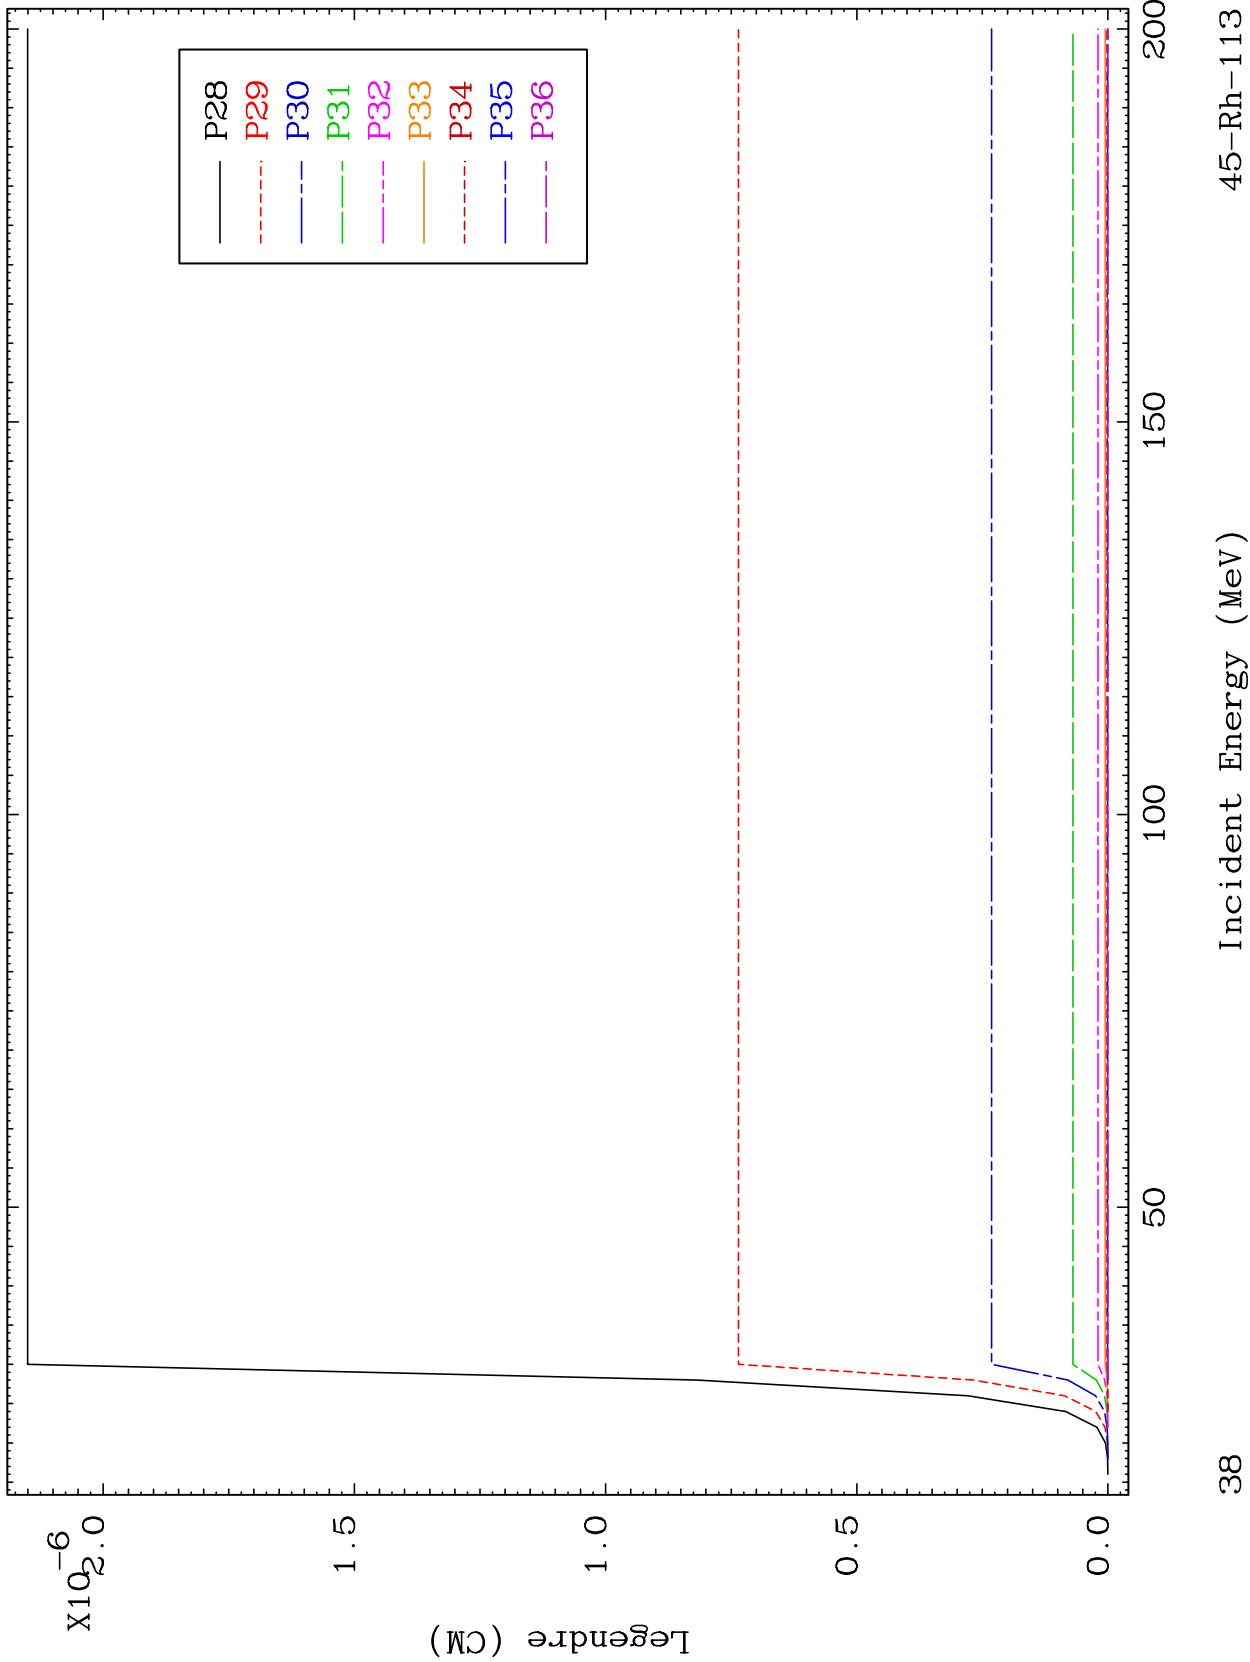 X10-6
2.0
1.5
1.0
0.5
0.0
Legendre (CM)
P28
P29
P30
P31
P32
P33
P34
P35
P36
50
100
150
200
Incident Energy (MeV)
38
45-Rh-113